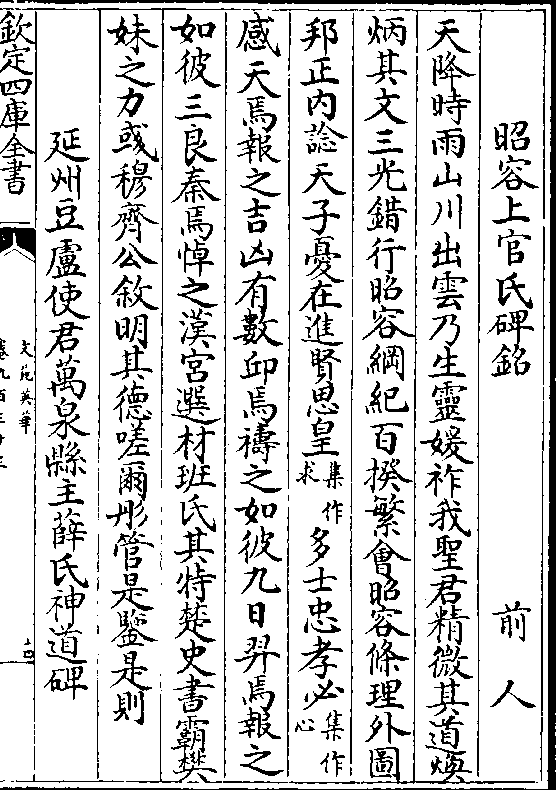 昭容上官氏碑銘　前人
天降時雨山川出雲乃生靈媛祚我聖君精微其道煥
炳其文三光錯行昭容綱紀百揆繁會昭容條理外圖
邦正内諗天子憂在進賢思皇集作求多士忠孝必集作心
感天焉報之吉凶有數邱焉禱之如彼九日羿焉報之
如彼三良秦焉悼之漢宮選材班氏其特楚史書霸樊
妹之力彧穆齊公敘明其德嗟爾彤管是鑒是則
延州豆盧使君萬泉縣主薛氏神道碑
欽定四庫全書
文苑英華
卷九百三十三
十四